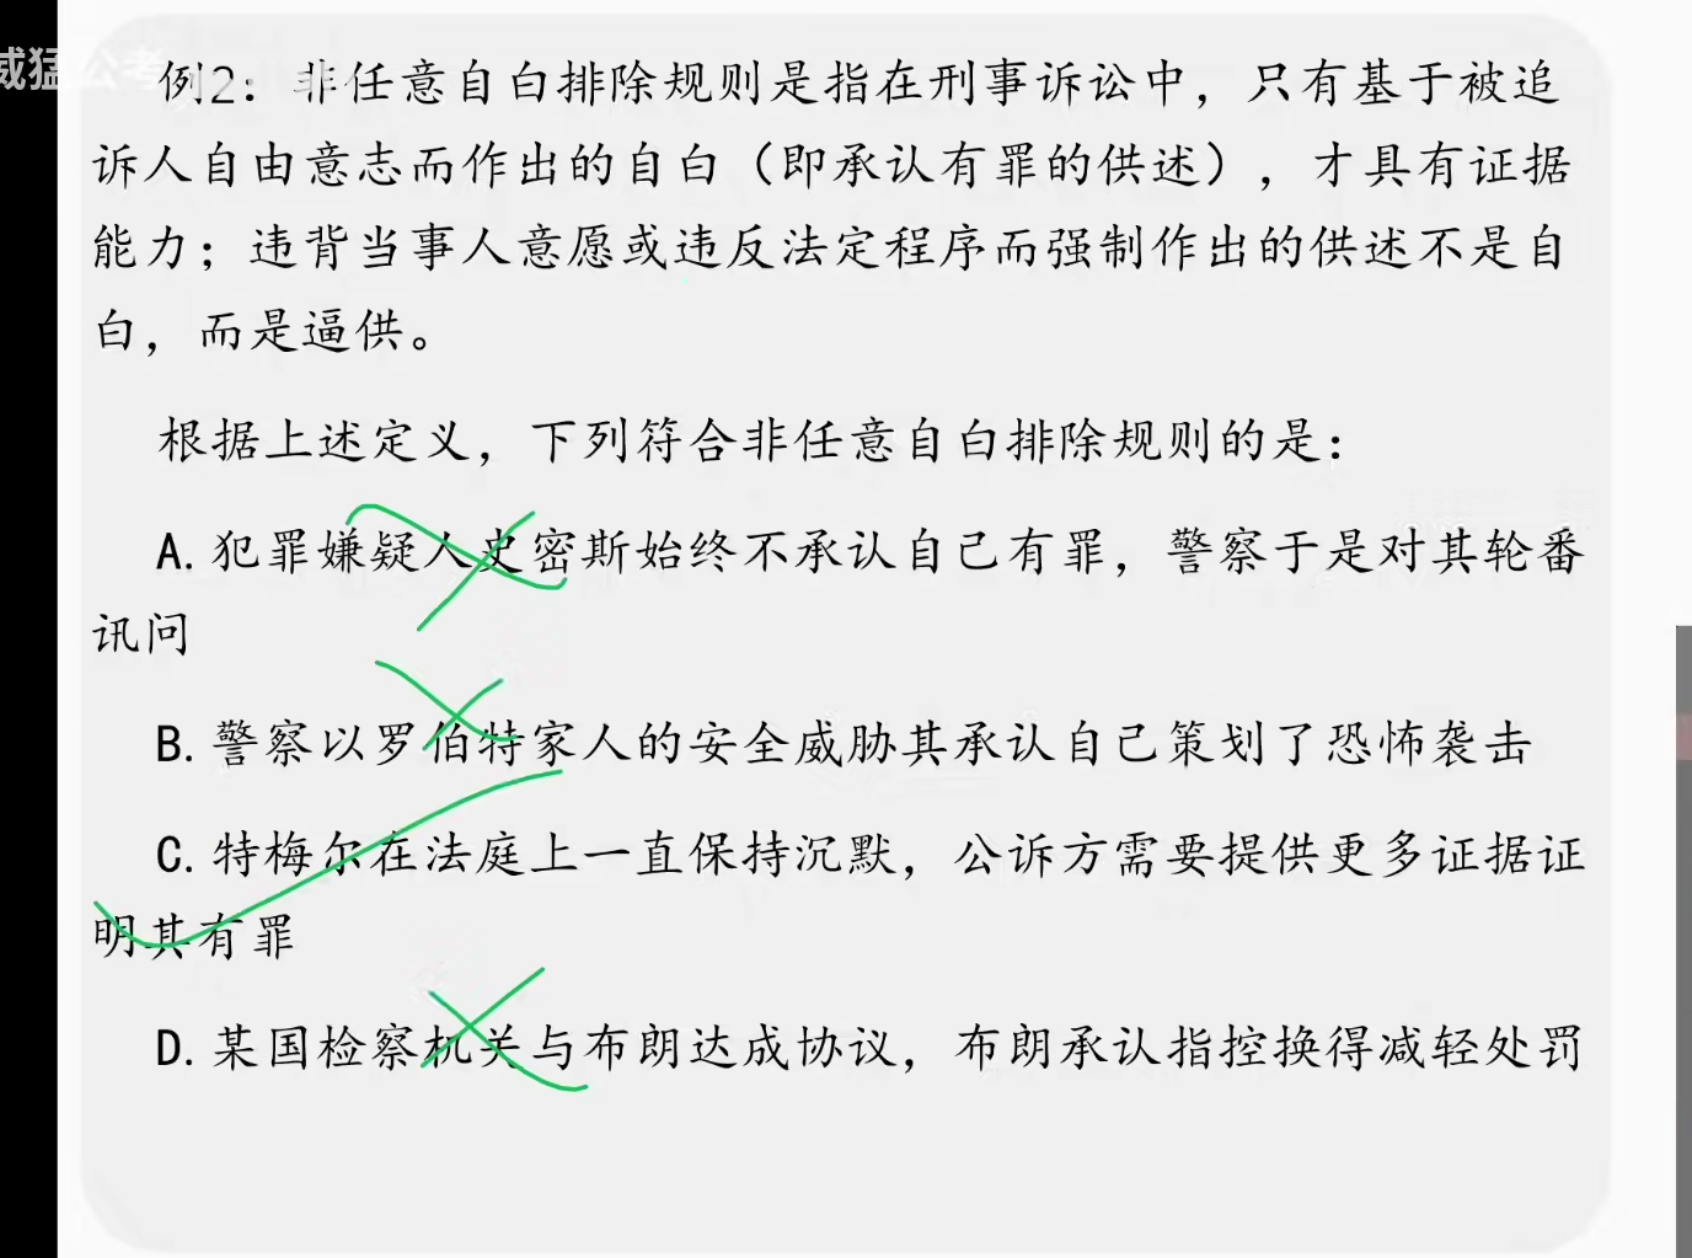 威猛公考
例2：非任意自白排除规则是指在刑事诉讼中，只有基于被追
诉人自由意志而作出的自白（即承认有罪的供述），才具有证据
能力；违背当事人意愿或违反法定程序而强制作出的供述不是自
白，而是逼供。
根据上述定义，下列符合非任意自白排除规则的是：
A. 犯罪嫌疑人史密斯始终不承认自己有罪，警察于是对其轮番
讯问
B. 警察以罗伯特家人的安全威胁其承认自己策划了恐怖袭击
C. 特梅尔在法庭上一直保持沉默，公诉方需要提供更多证据证
明其有罪
D. 某国检察机关与布朗达成协议，布朗承认指控换得减轻处罚